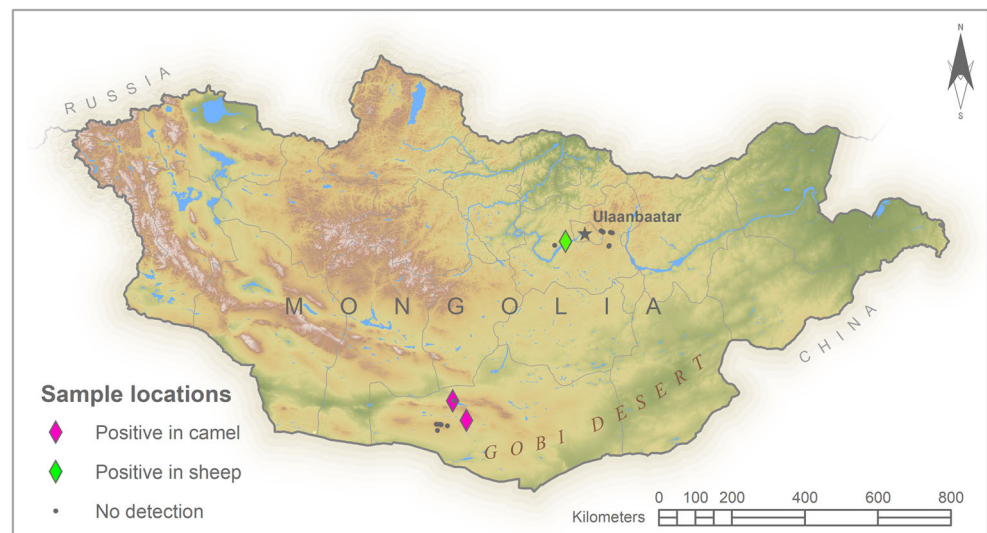 N
S
RUSSIA
Ulaanbaatar
MONGOLIA
CHINA
GOBI DESERT
Sample locations
Positive in camel
Positive in sheep
No detection
0 100 200 400 600 800
Kilometers